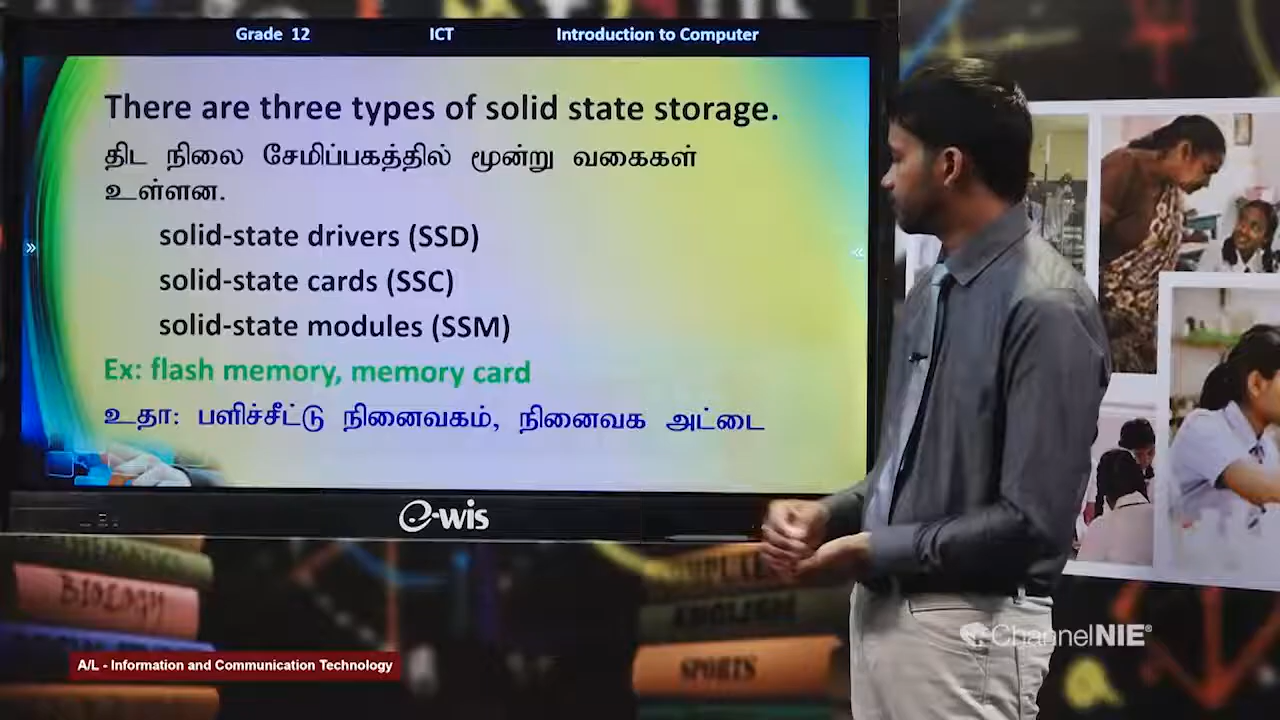 Grade 12 ICT Introduction to Computer
There are three types of solid state storage.
திட நிலை சேமிப்பகத்தில் மூன்று வகைகள்
உள்ளன.
solid-state drivers (SSD)
solid-state cards (SSC)
solid-state modules (SSM)
Ex: flash memory, memory card
உதா: பளிச்சீட்டு நினைவகம், நினைவக அட்டை
e-wis
BIOLOGY
SPORTS
ChannelNIE®
A/L - Information and Communication Technology